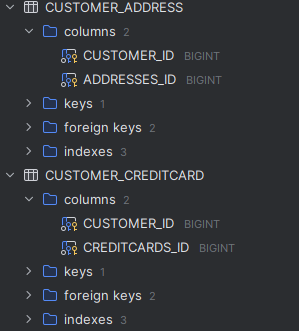 CUSTOMER_ADDRESS
columns 2
CUSTOMER_ID BIGINT
ADDRESSES_ID BIGINT
keys 1
foreign keys 2
indexes 3
CUSTOMER_CREDITCARD
columns 2
CUSTOMER_ID BIGINT
CREDITCARDS_ID BIGINT
keys 1
foreign keys 2
indexes 3